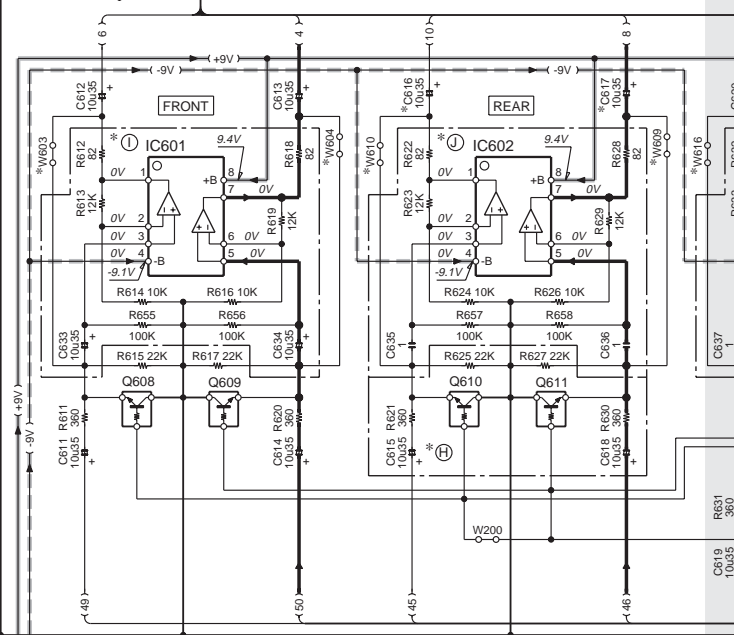 6
4
10
8
+9V
-9V
-9V
C612
10u35
C613
10u35
*C616
10u35
*C617
10u35
FRONT
REAR
*W603
* I IC601
9.4V
*W604
*W610
* J IC602
9.4V
*W609
*W616
R612
82
R618
82
R622
82
R628
82
0V
1
+B
8
7
0V
0V
1
+B
8
7
0V
R613
12K
R619
12K
R623
12K
R629
12K
0V
2
0V
3
0V
4
-B
6
0V
5
0V
-9.1V
0V
2
0V
3
0V
4
-B
6
0V
5
0V
-9.1V
R614 10K
R616 10K
R624 10K
R626 10K
R655
100K
R656
100K
R657
100K
R658
100K
C633
10u35
C634
10u35
C635
1
C636
1
C637
1
R615 22K
R617 22K
R625 22K
R627 22K
Q608
Q609
Q610
Q611
+9V
-9V
R611
360
R620
360
R621
360
R630
360
C611
10u35
C614
10u35
C615
10u35
* H
C618
10u35
R631
360
W200
C619
10u35
49
50
45
46